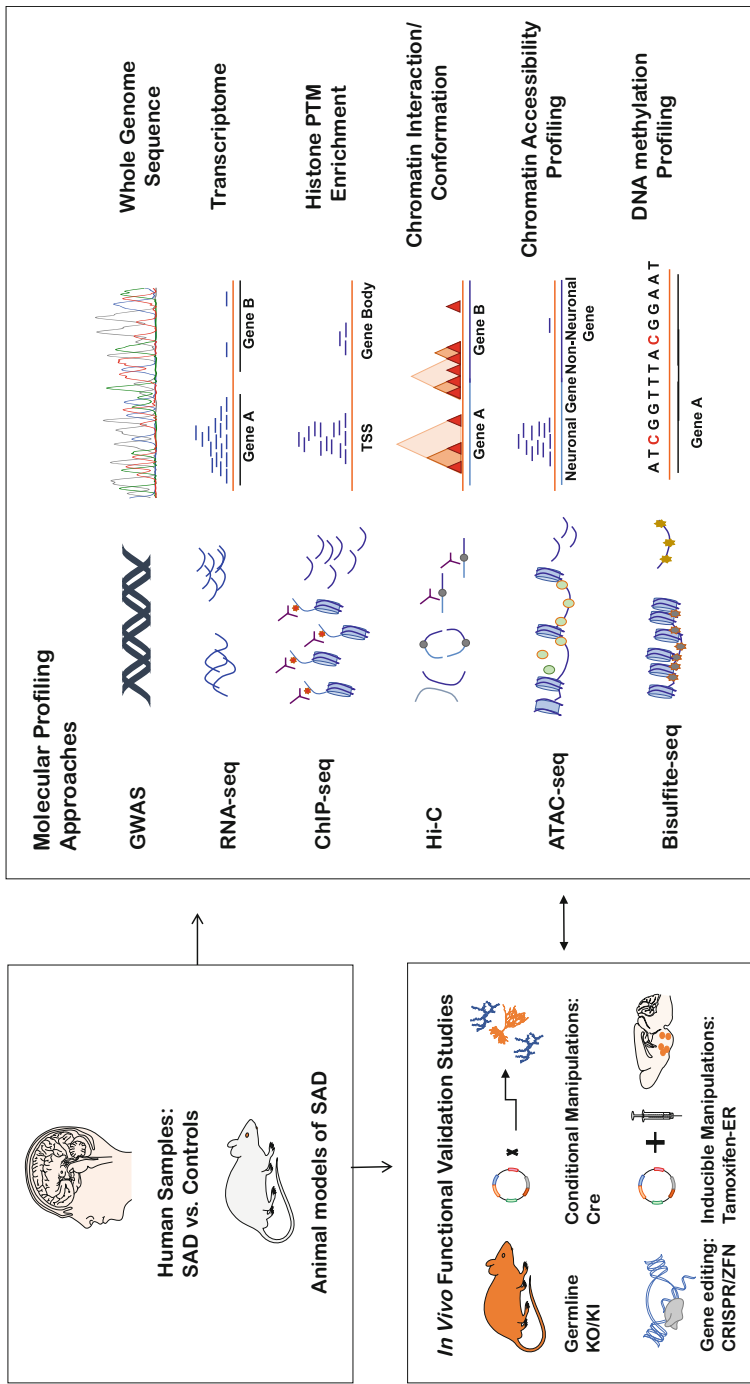 Human Samples:
SAD vs. Controls
Animal models of SAD
In Vivo Functional Validation Studies
Germline
KO/KI
x
Conditional Manipulations:
Cre
Gene editing:
CRISPR/ZFN
+
Inducible Manipulations:
Tamoxifen-ER
Molecular Profiling
Approaches
GWAS
Whole Genome
Sequence
RNA-seq
Gene A
Gene B
Transcriptome
ChIP-seq
TSS
Gene Body
Histone PTM
Enrichment
Hi-C
Gene A
Gene B
Chromatin Interaction/
Conformation
ATAC-seq
Neuronal Gene
Non-Neuronal
Gene
Chromatin Accessibility
Profiling
Bisulfite-seq
ATCGGTTTACGGAAT
Gene A
DNA methylation
Profiling